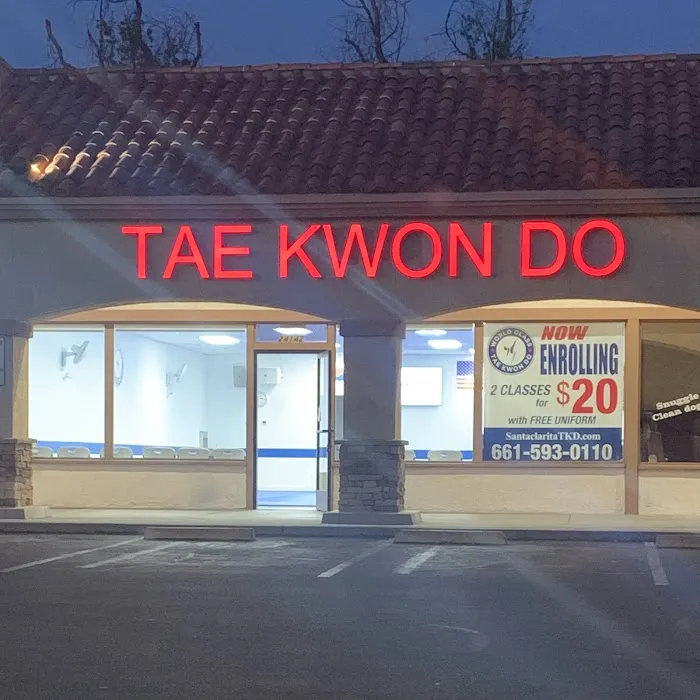 TAE KWON DO
24142
WORLD CLASS
TAE KWON DO
NOW
ENROLLING
2 CLASSES
for $20
with FREE UNIFORM
SantaclaritaTKD.com
661-593-0110
Snuggle
Clean dog